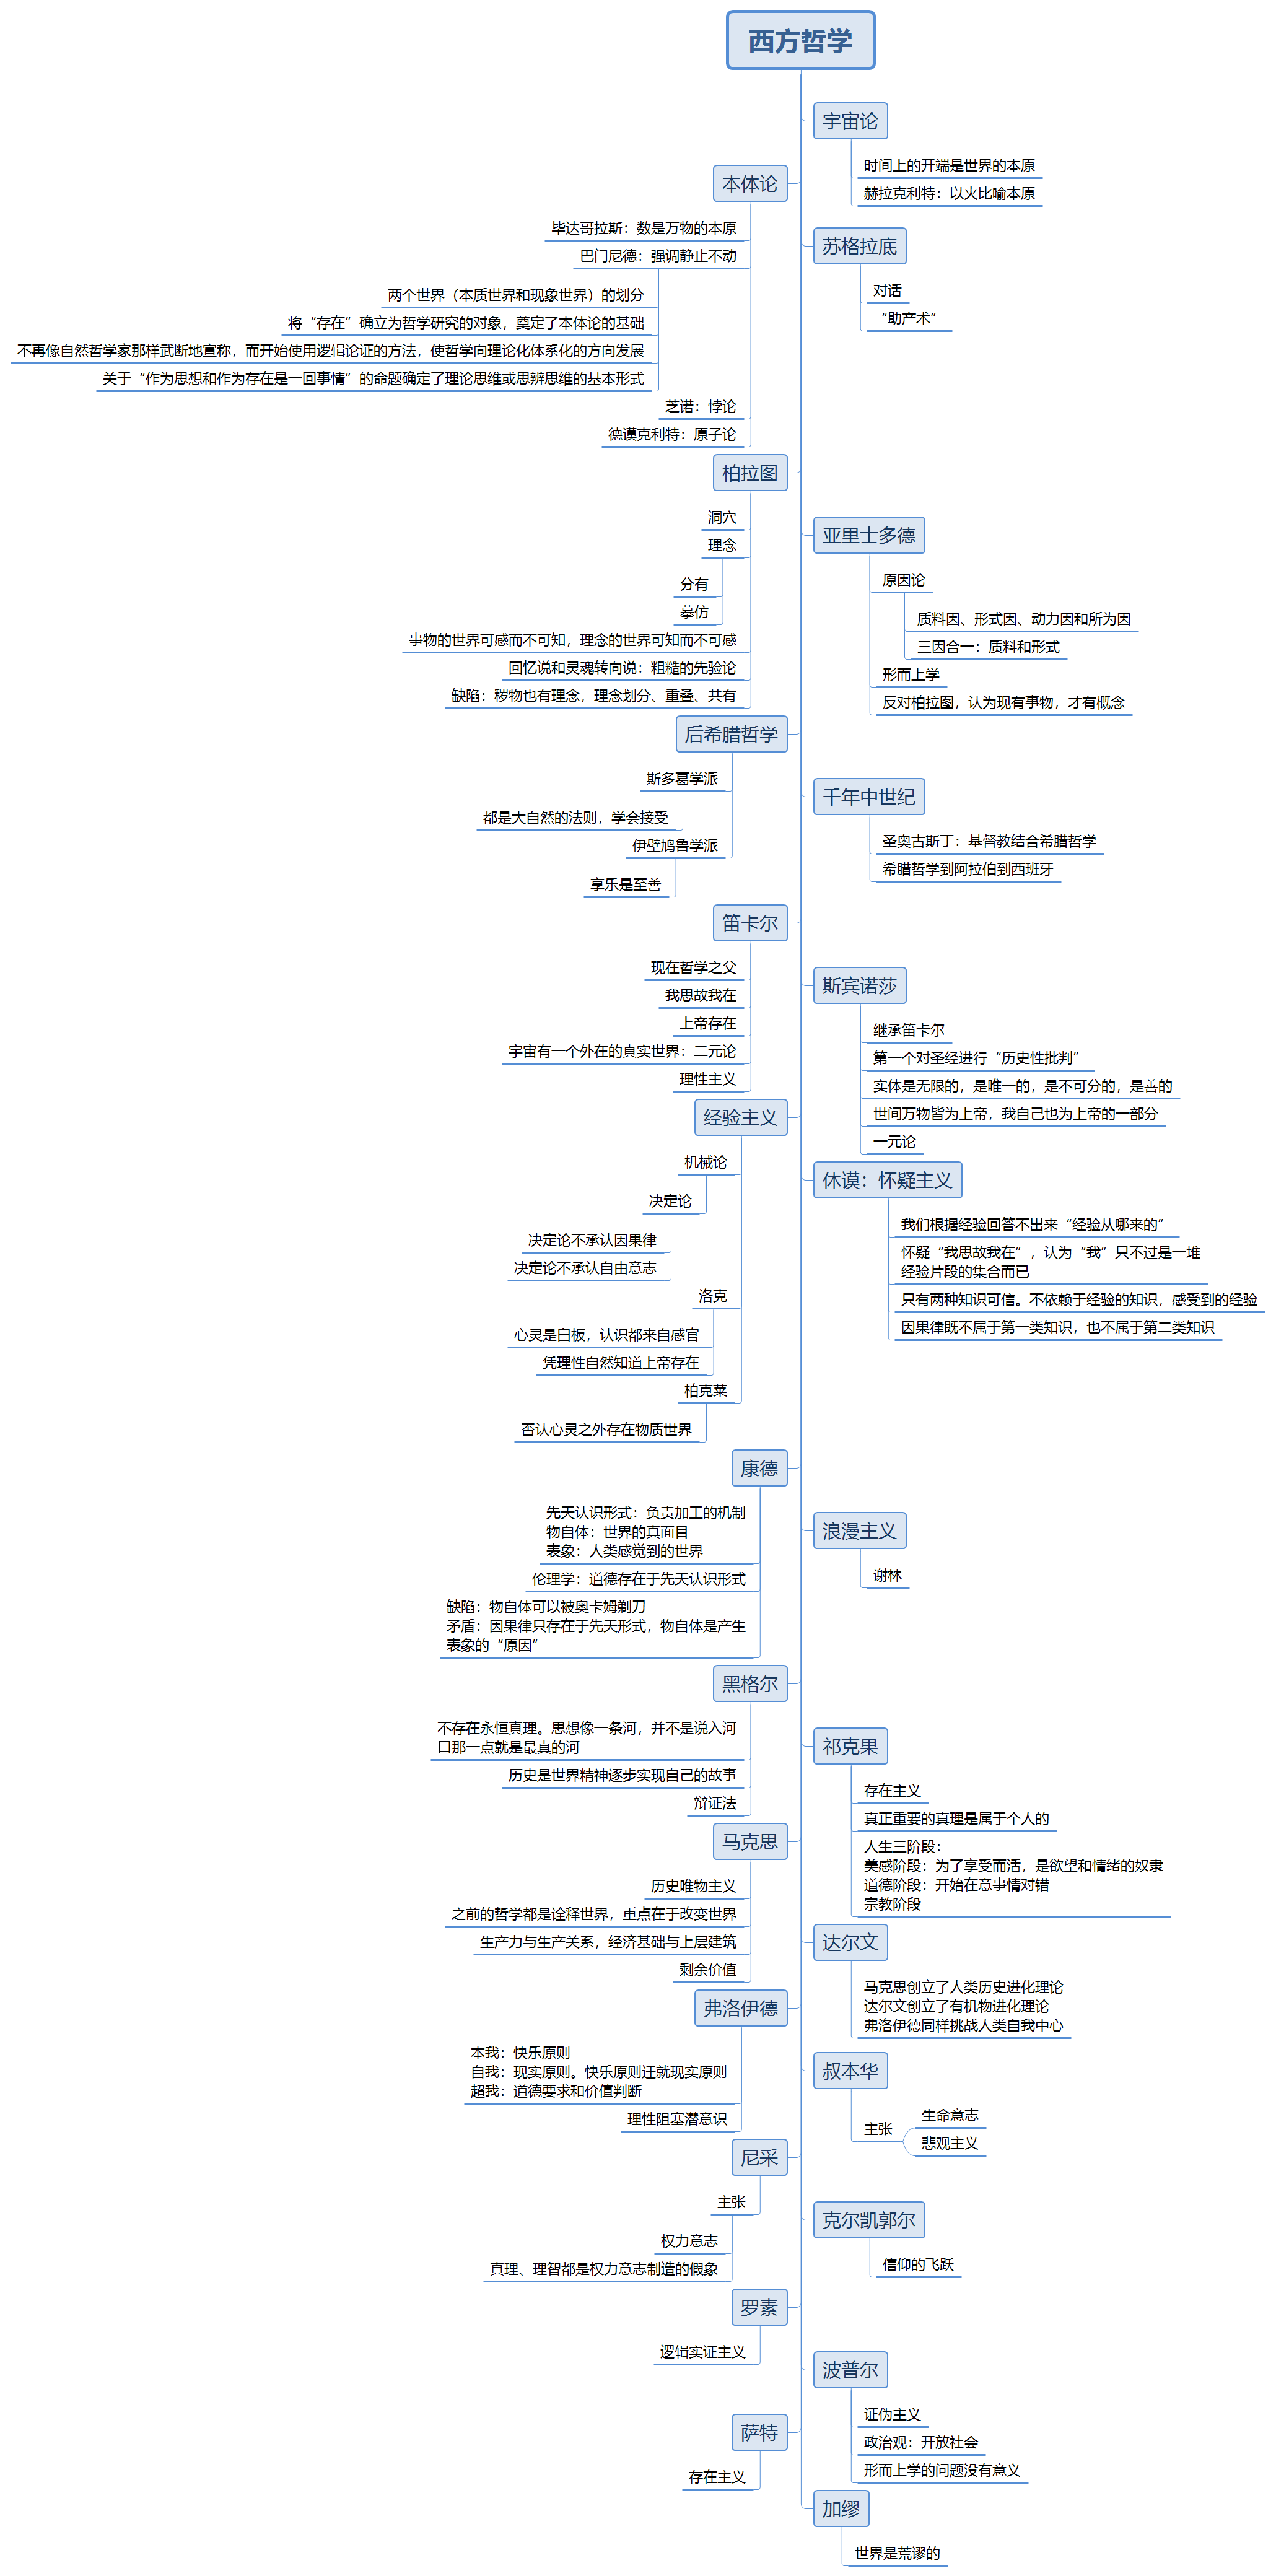 西方哲学
宇宙论
时间上的开端是世界的本原
赫拉克利特：以火比喻本原
本体论
毕达哥拉斯：数是万物的本原
巴门尼德：强调静止不动
两个世界（本质世界和现象世界）的划分
将“存在”确立为哲学研究的对象，奠定了本体论的基础
不再像自然哲学家那样武断地宣称，而开始使用逻辑论证的方法，使哲学向理论化体系化的方向发展
关于“作为思想和作为存在是一回事情”的命题确定了理论思维或思辨思维的基本形式
芝诺：悖论
德谟克利特：原子论
苏格拉底
对话
“助产术”
柏拉图
洞穴
理念
分有
摹仿
事物的世界可感而不可知，理念的世界可知而不可感
回忆说和灵魂转向说：粗糙的先验论
缺陷：秽物也有理念，理念划分、重叠、共有
亚里士多德
原因论
质料因、形式因、动力因和所为因
三因合一：质料和形式
形而上学
反对柏拉图，认为现有事物，才有概念
后希腊哲学
斯多葛学派
都是大自然的法则，学会接受
伊壁鸠鲁学派
享乐是至善
千年中世纪
圣奥古斯丁：基督教结合希腊哲学
希腊哲学到阿拉伯到西班牙
笛卡尔
现在哲学之父
我思故我在
上帝存在
宇宙有一个外在的真实世界：二元论
理性主义
斯宾诺莎
继承笛卡尔
第一个对圣经进行“历史性批判”
实体是无限的，是唯一的，是不可分的，是善的
世间万物皆为上帝，我自己也为上帝的一部分
一元论
经验主义
机械论
决定论
决定论不承认因果律
决定论不承认自由意志
洛克
心灵是白板，认识都来自感官
凭理性自然知道上帝存在
柏克莱
否认心灵之外存在物质世界
休谟：怀疑主义
我们根据经验回答不出来“经验从哪来的”
怀疑“我思故我在”，认为“我”只不过是一堆
经验片段的集合而已
只有两种知识可信。不依赖于经验的知识，感受到的经验
因果律既不属于第一类知识，也不属于第二类知识
康德
先天认识形式：负责加工的机制
物自体：世界的真面目
表象：人类感觉到的世界
伦理学：道德存在于先天认识形式
缺陷：物自体可以被奥卡姆剃刀
矛盾：因果律只存在于先天形式，物自体是产生
表象的“原因”
浪漫主义
谢林
黑格尔
不存在永恒真理。思想像一条河，并不是说入河
口那一点就是最真的河
历史是世界精神逐步实现自己的故事
辩证法
祁克果
存在主义
真正重要的真理是属于个人的
人生三阶段：
美感阶段：为了享受而活，是欲望和情绪的奴隶
道德阶段：开始在意事情对错
宗教阶段
马克思
历史唯物主义
之前的哲学都是诠释世界，重点在于改变世界
生产力与生产关系，经济基础与上层建筑
剩余价值
达尔文
马克思创立了人类历史进化理论
达尔文创立了有机物进化理论
弗洛伊德同样挑战人类自我中心
弗洛伊德
本我：快乐原则
自我：现实原则。快乐原则迁就现实原则
超我：道德要求和价值判断
理性阻塞潜意识
叔本华
主张
生命意志
悲观主义
尼采
主张
权力意志
真理、理智都是权力意志制造的假象
克尔凯郭尔
信仰的飞跃
罗素
逻辑实证主义
波普尔
证伪主义
政治观：开放社会
形而上学的问题没有意义
萨特
存在主义
加缪
世界是荒谬的